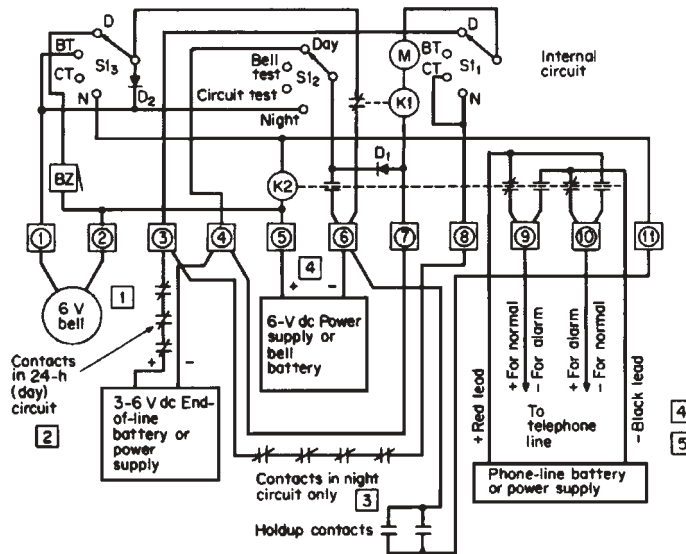 D
BT
CT
S1₃
D₂
N
Day
Bell test
S1₂
Circuit test
Night
M
K1
D
BT
CT
S1₁
N
Internal circuit
D₁
BZ
K2
1
2
3
4
5
6
7
8
9
10
11
6 V bell
1
Contacts in 24-h (day) circuit
2
+
-
3-6 V dc End-of-line battery or power supply
4
+
-
6-V dc Power supply or bell battery
Contacts in night circuit only
3
Holdup contacts
+ Red lead
+ For normal
- For alarm
+ For alarm
- For normal
- Black lead
To telephone line
Phone-line battery or power supply
4
5